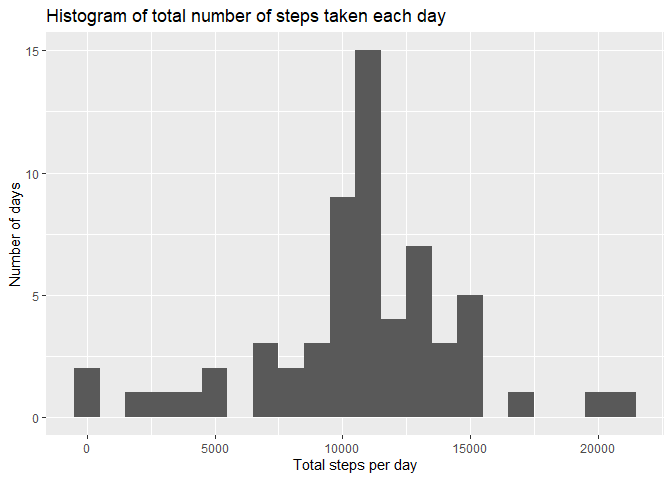 Histogram of total number of steps taken each day
15
10
5
0
Number of days
0 5000 10000 15000 20000
Total steps per day